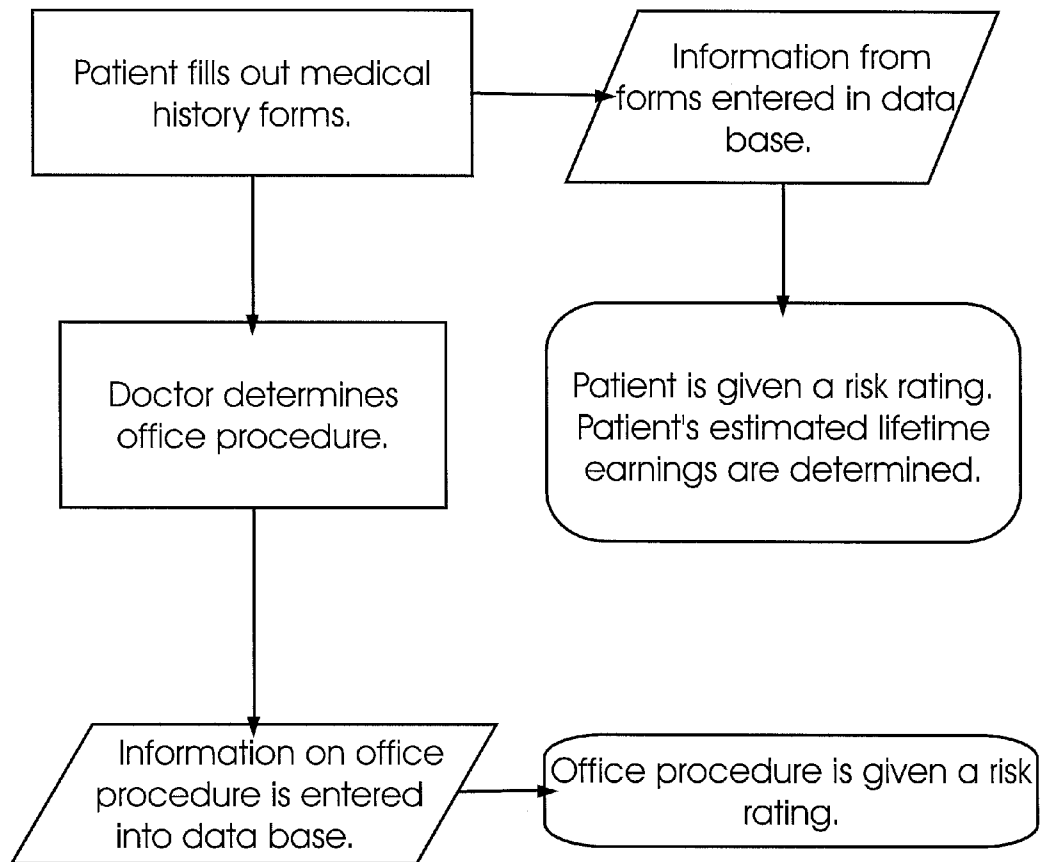 Patient fills out medical
history forms.
Information from
forms entered in data
base.
Doctor determines
office procedure.
Patient is given a risk rating.
Patient's estimated lifetime
earnings are determined.
Information on office
procedure is entered
into data base.
Office procedure is given a risk
rating.